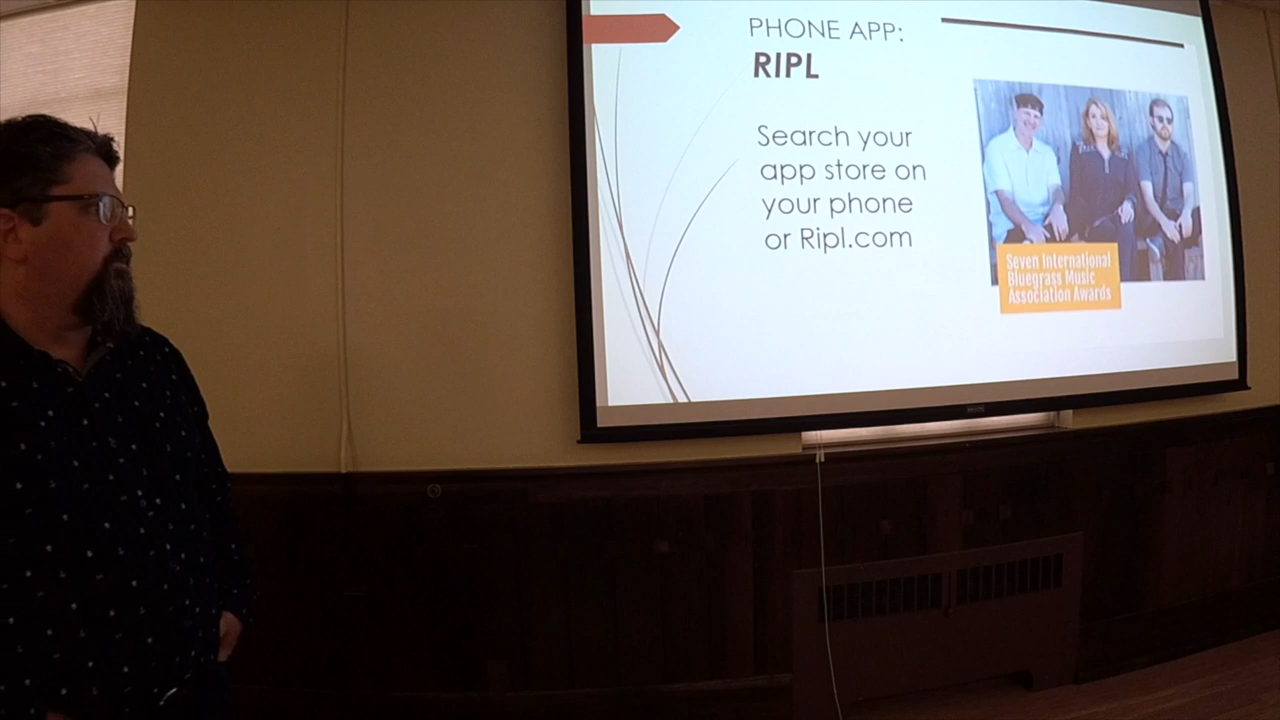 PHONE APP:
RIPL
Search your
app store on
your phone
or Ripl.com
Seven International
Bluegrass Music
Association Awards